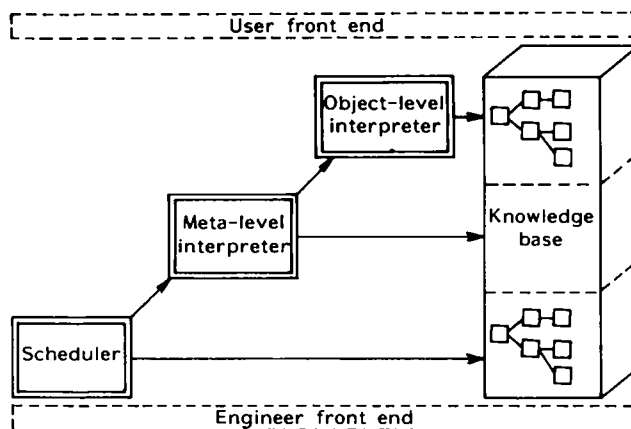 User front end
Object-level
interpreter
Meta-level
interpreter
Knowledge
base
Scheduler
Engineer front end